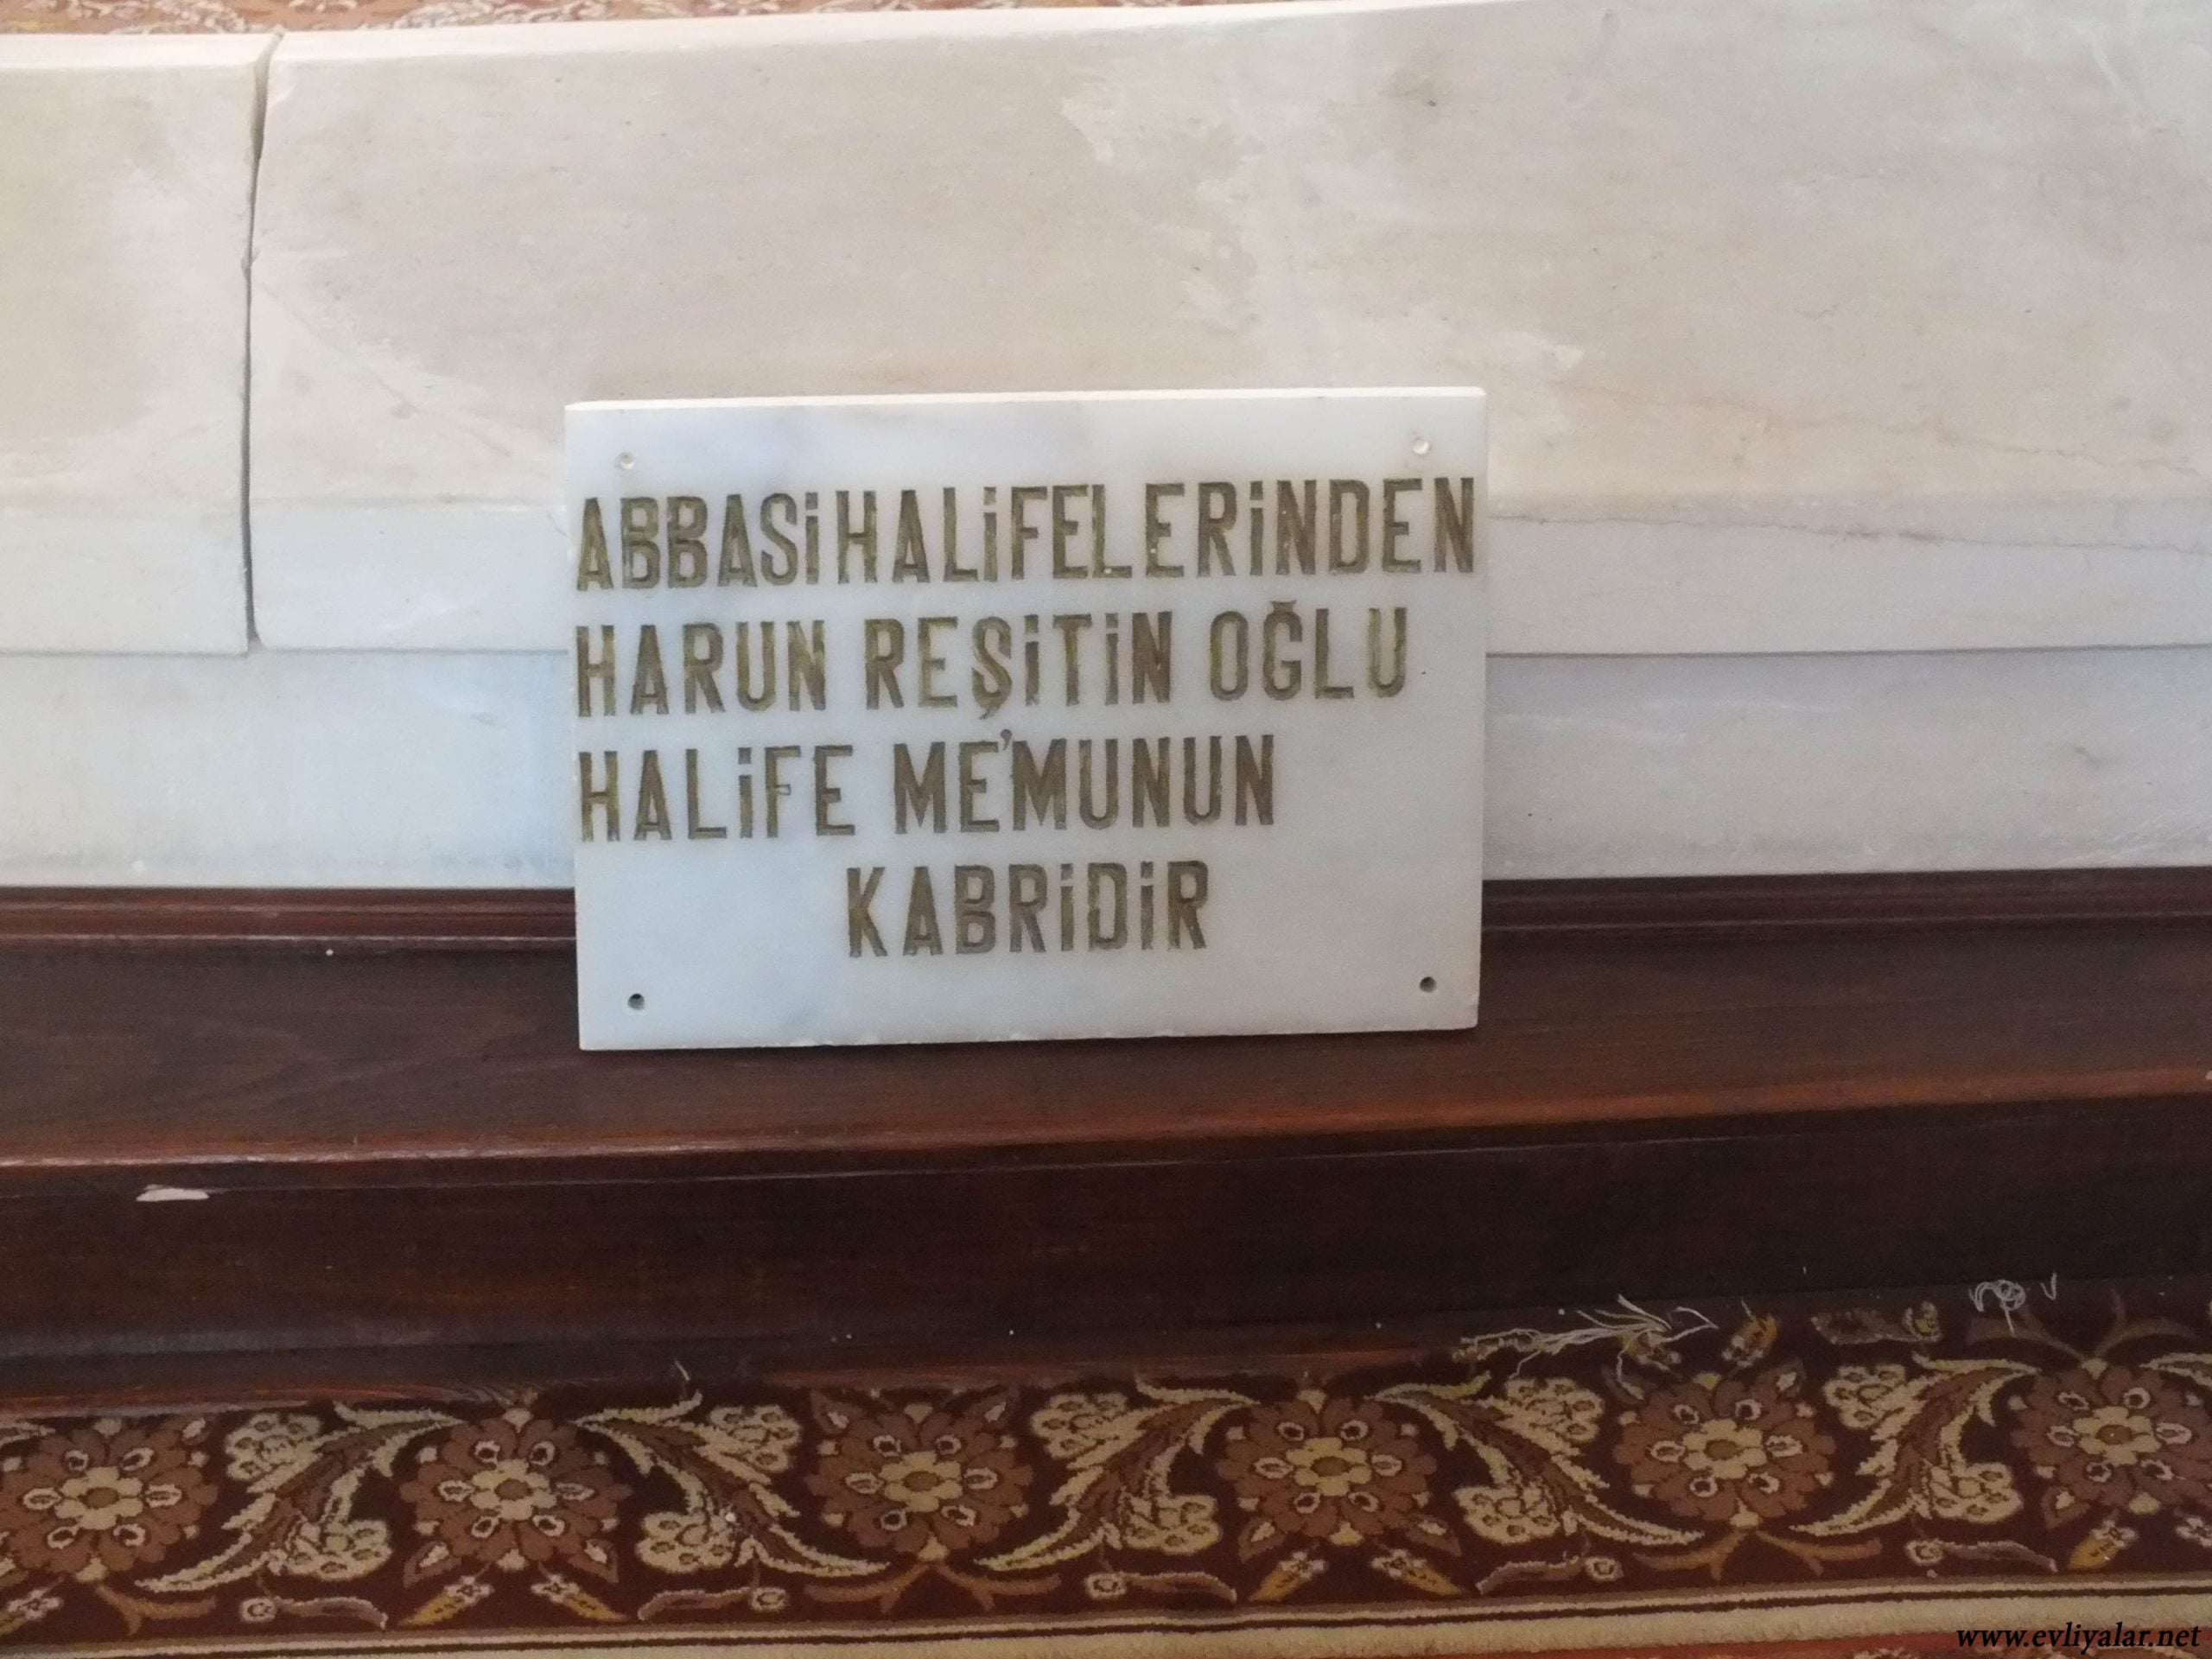 ABBASİ HALİFELERİNDEN
HARUN REŞİTİN OĞLU
HALİFE ME'MUNUN
KABRİDİR
www.evliyalar.net